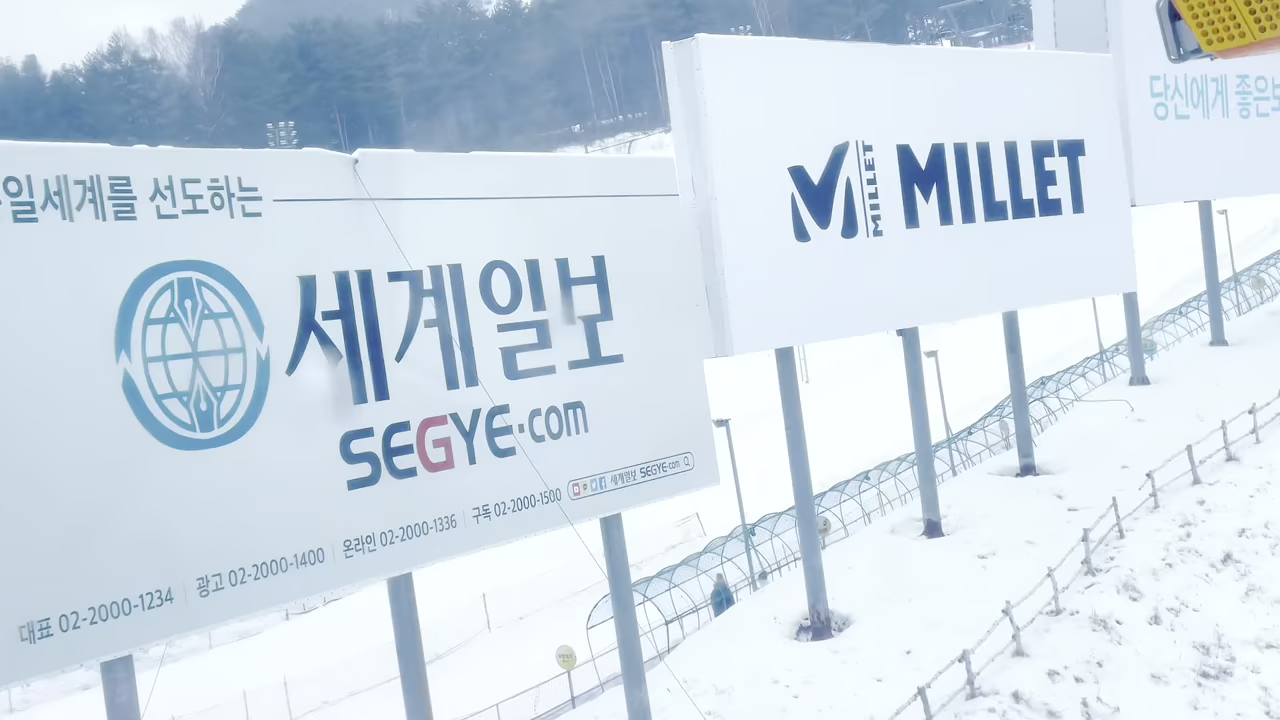 일세계를 선도하는
세계일보
SEGYE.com
대표 02-2000-1234 | 광고 02-2000-1400 | 온라인 02-2000-1336 | 구독 02-2000-1500
세계일보 SEGYE.com
MILLET
MILLET
당신에게 좋은